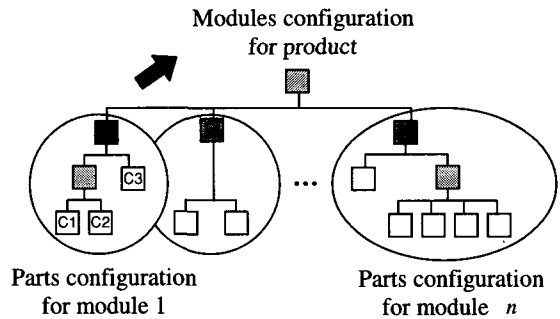 Modules configuration
for product
C3
C1 C2
...
Parts configuration
for module 1
Parts configuration
for module n